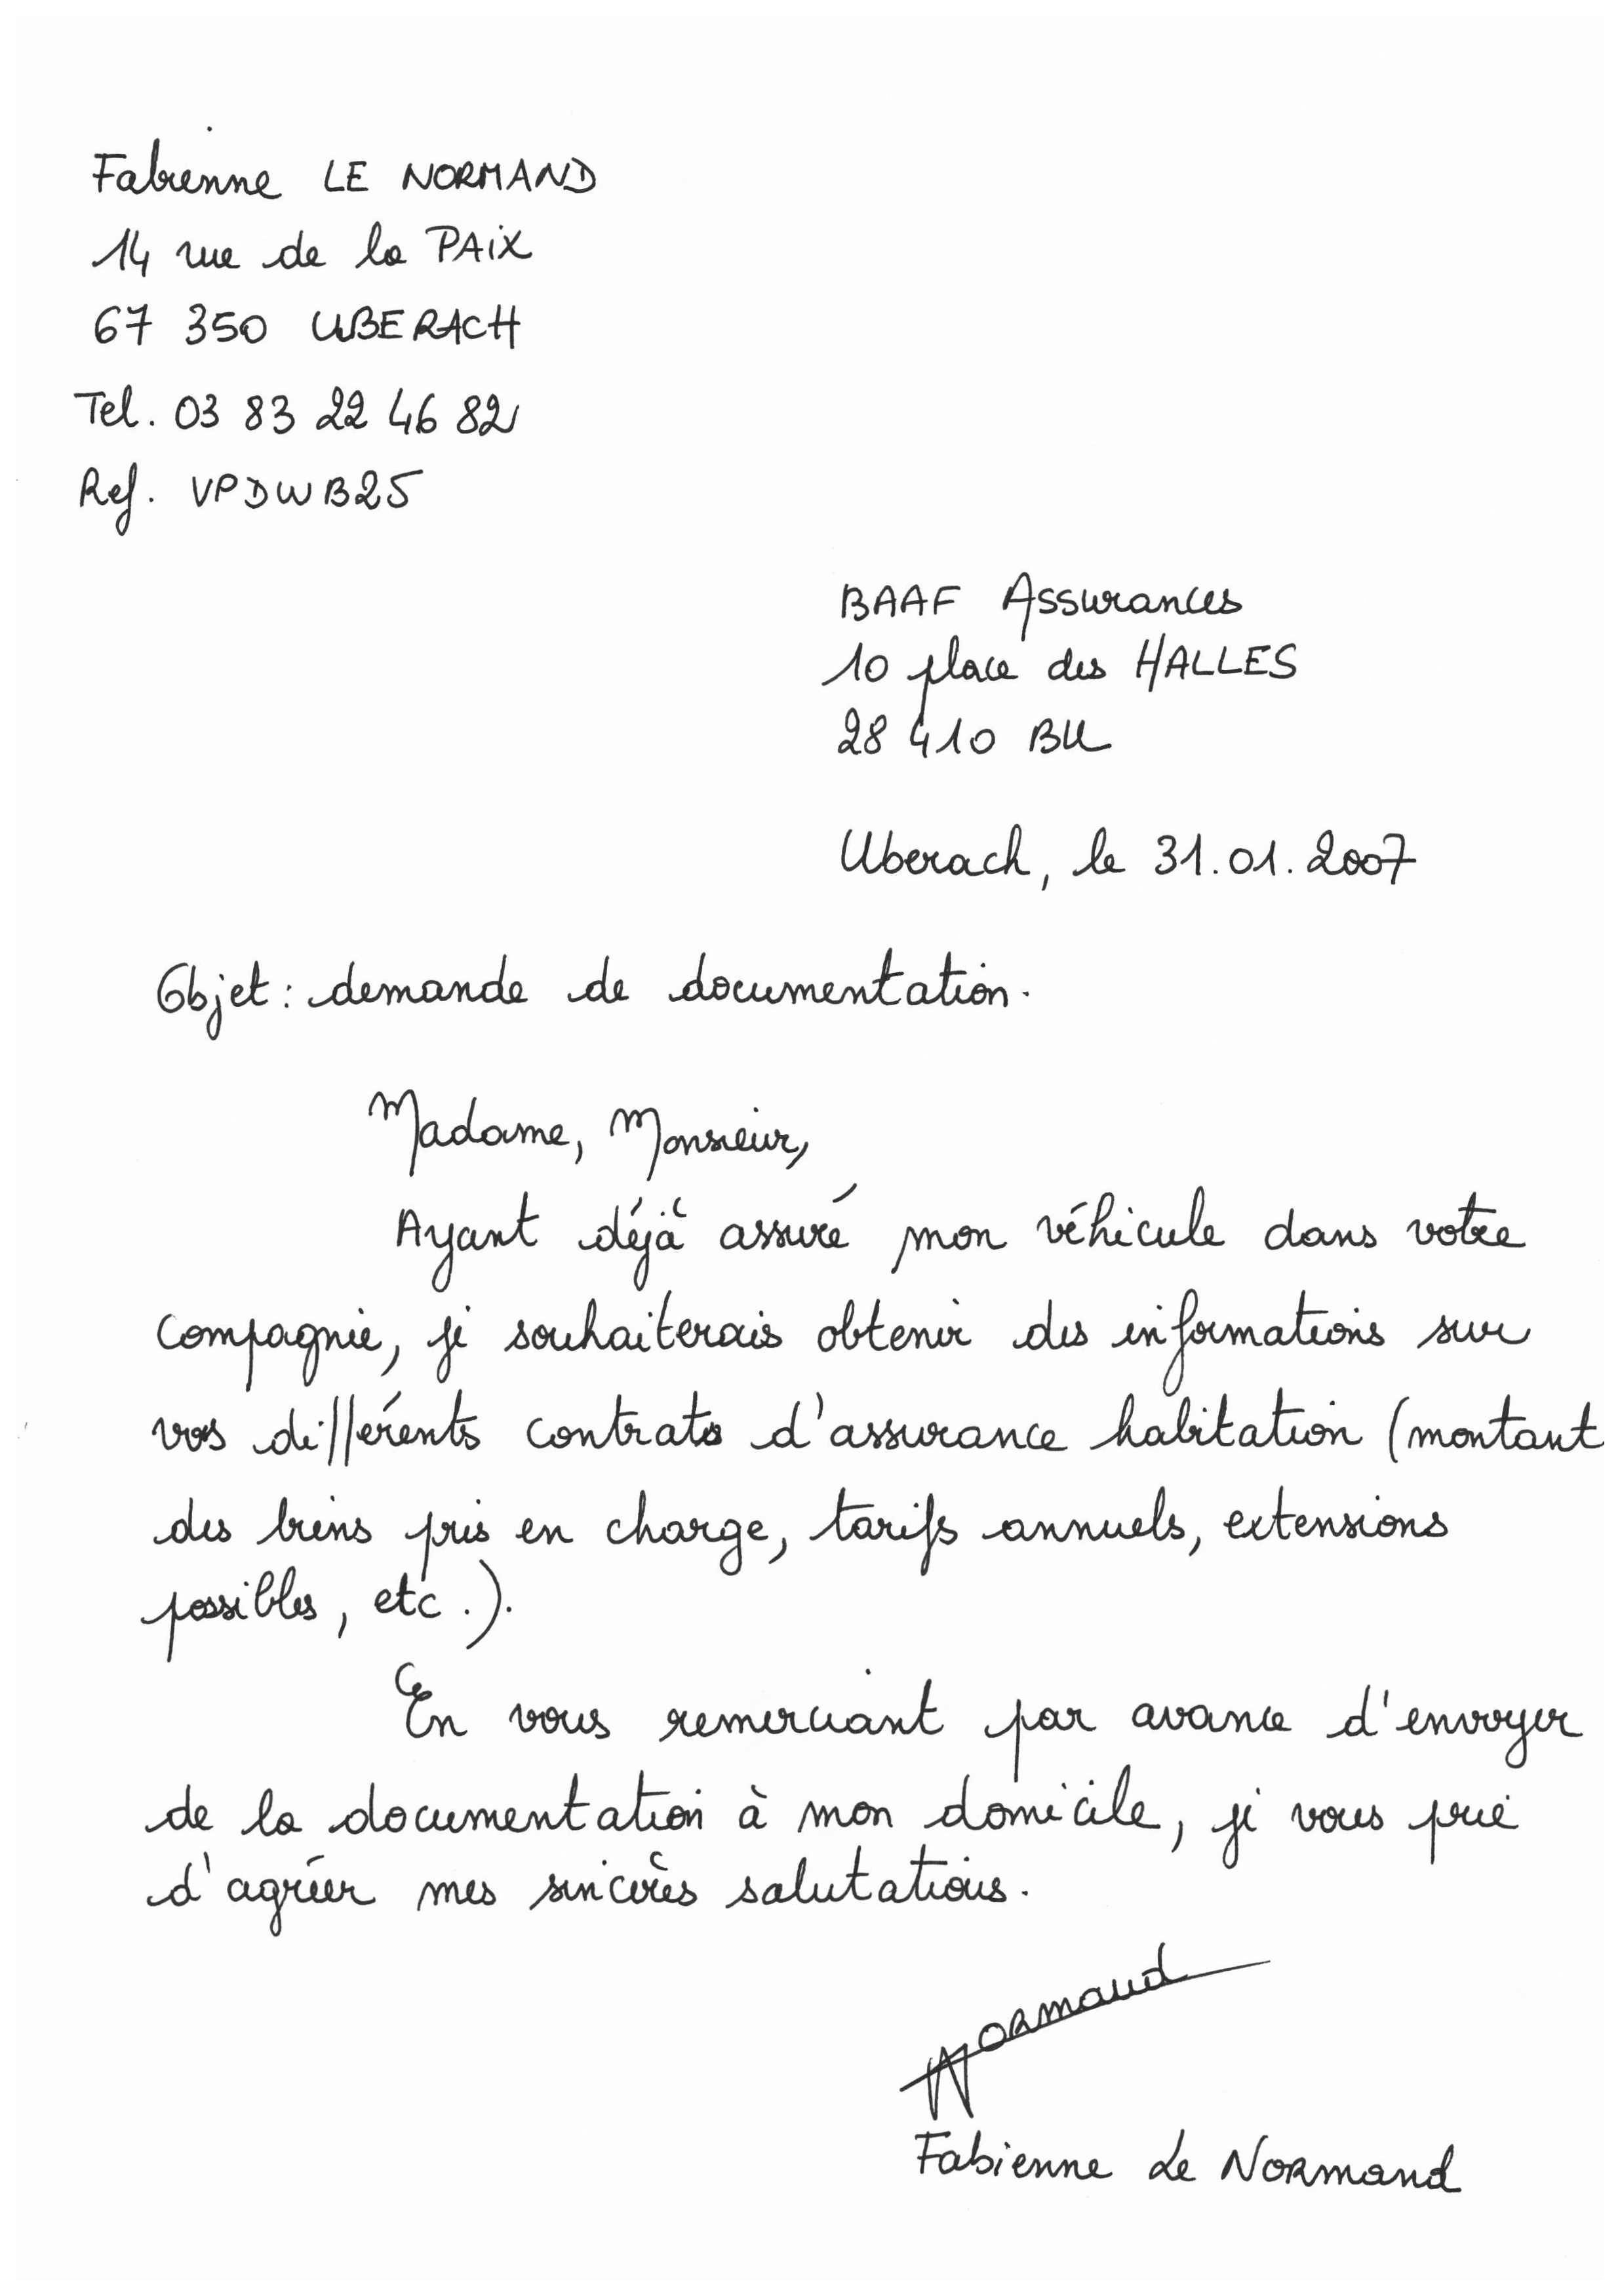 Fabienne LE NORMAND
14 rue de la PAiX
67 350 UBERACH
Tel. 03 83 22 46 82
Ref. VPDWB25
BAAF Assurances
10 place des HALLES
28 410 BU
Uberach, le 31.01.2007
Objet : demande de documentation.
Madame, Monsieur,
Ayant déjà assuré mon véhicule dans votre
compagnie, je souhaiterais obtenir des informations sur
vos différents contrats d'assurance habitation (montant
des biens pris en charge, tarifs annuels, extensions
possibles, etc.).
En vous remerciant par avance d'envoyer
de la documentation à mon domicile, je vous prie
d'agréer mes sincères salutations.
Normand
Fabienne Le Normand